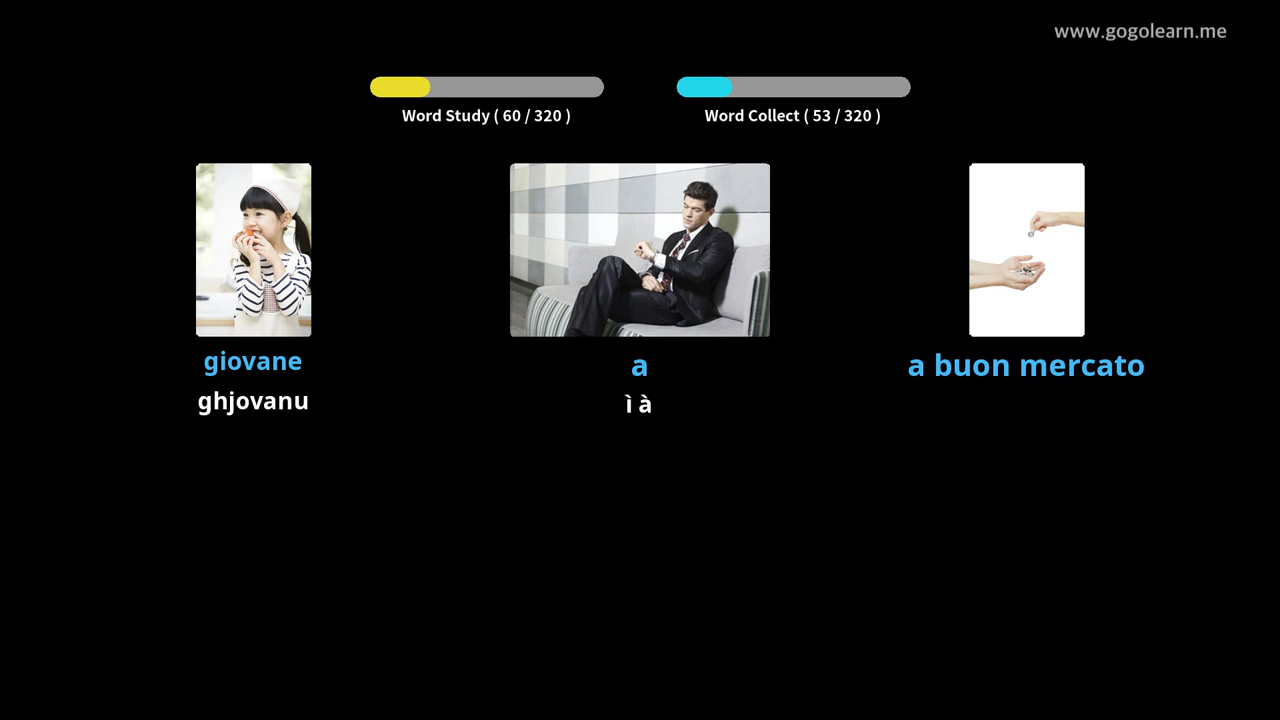 www.gogolearn.me
Word Study ( 60 / 320 )
Word Collect ( 53 / 320 )
giovane
ghjovanu
a
ì à
a buon mercato